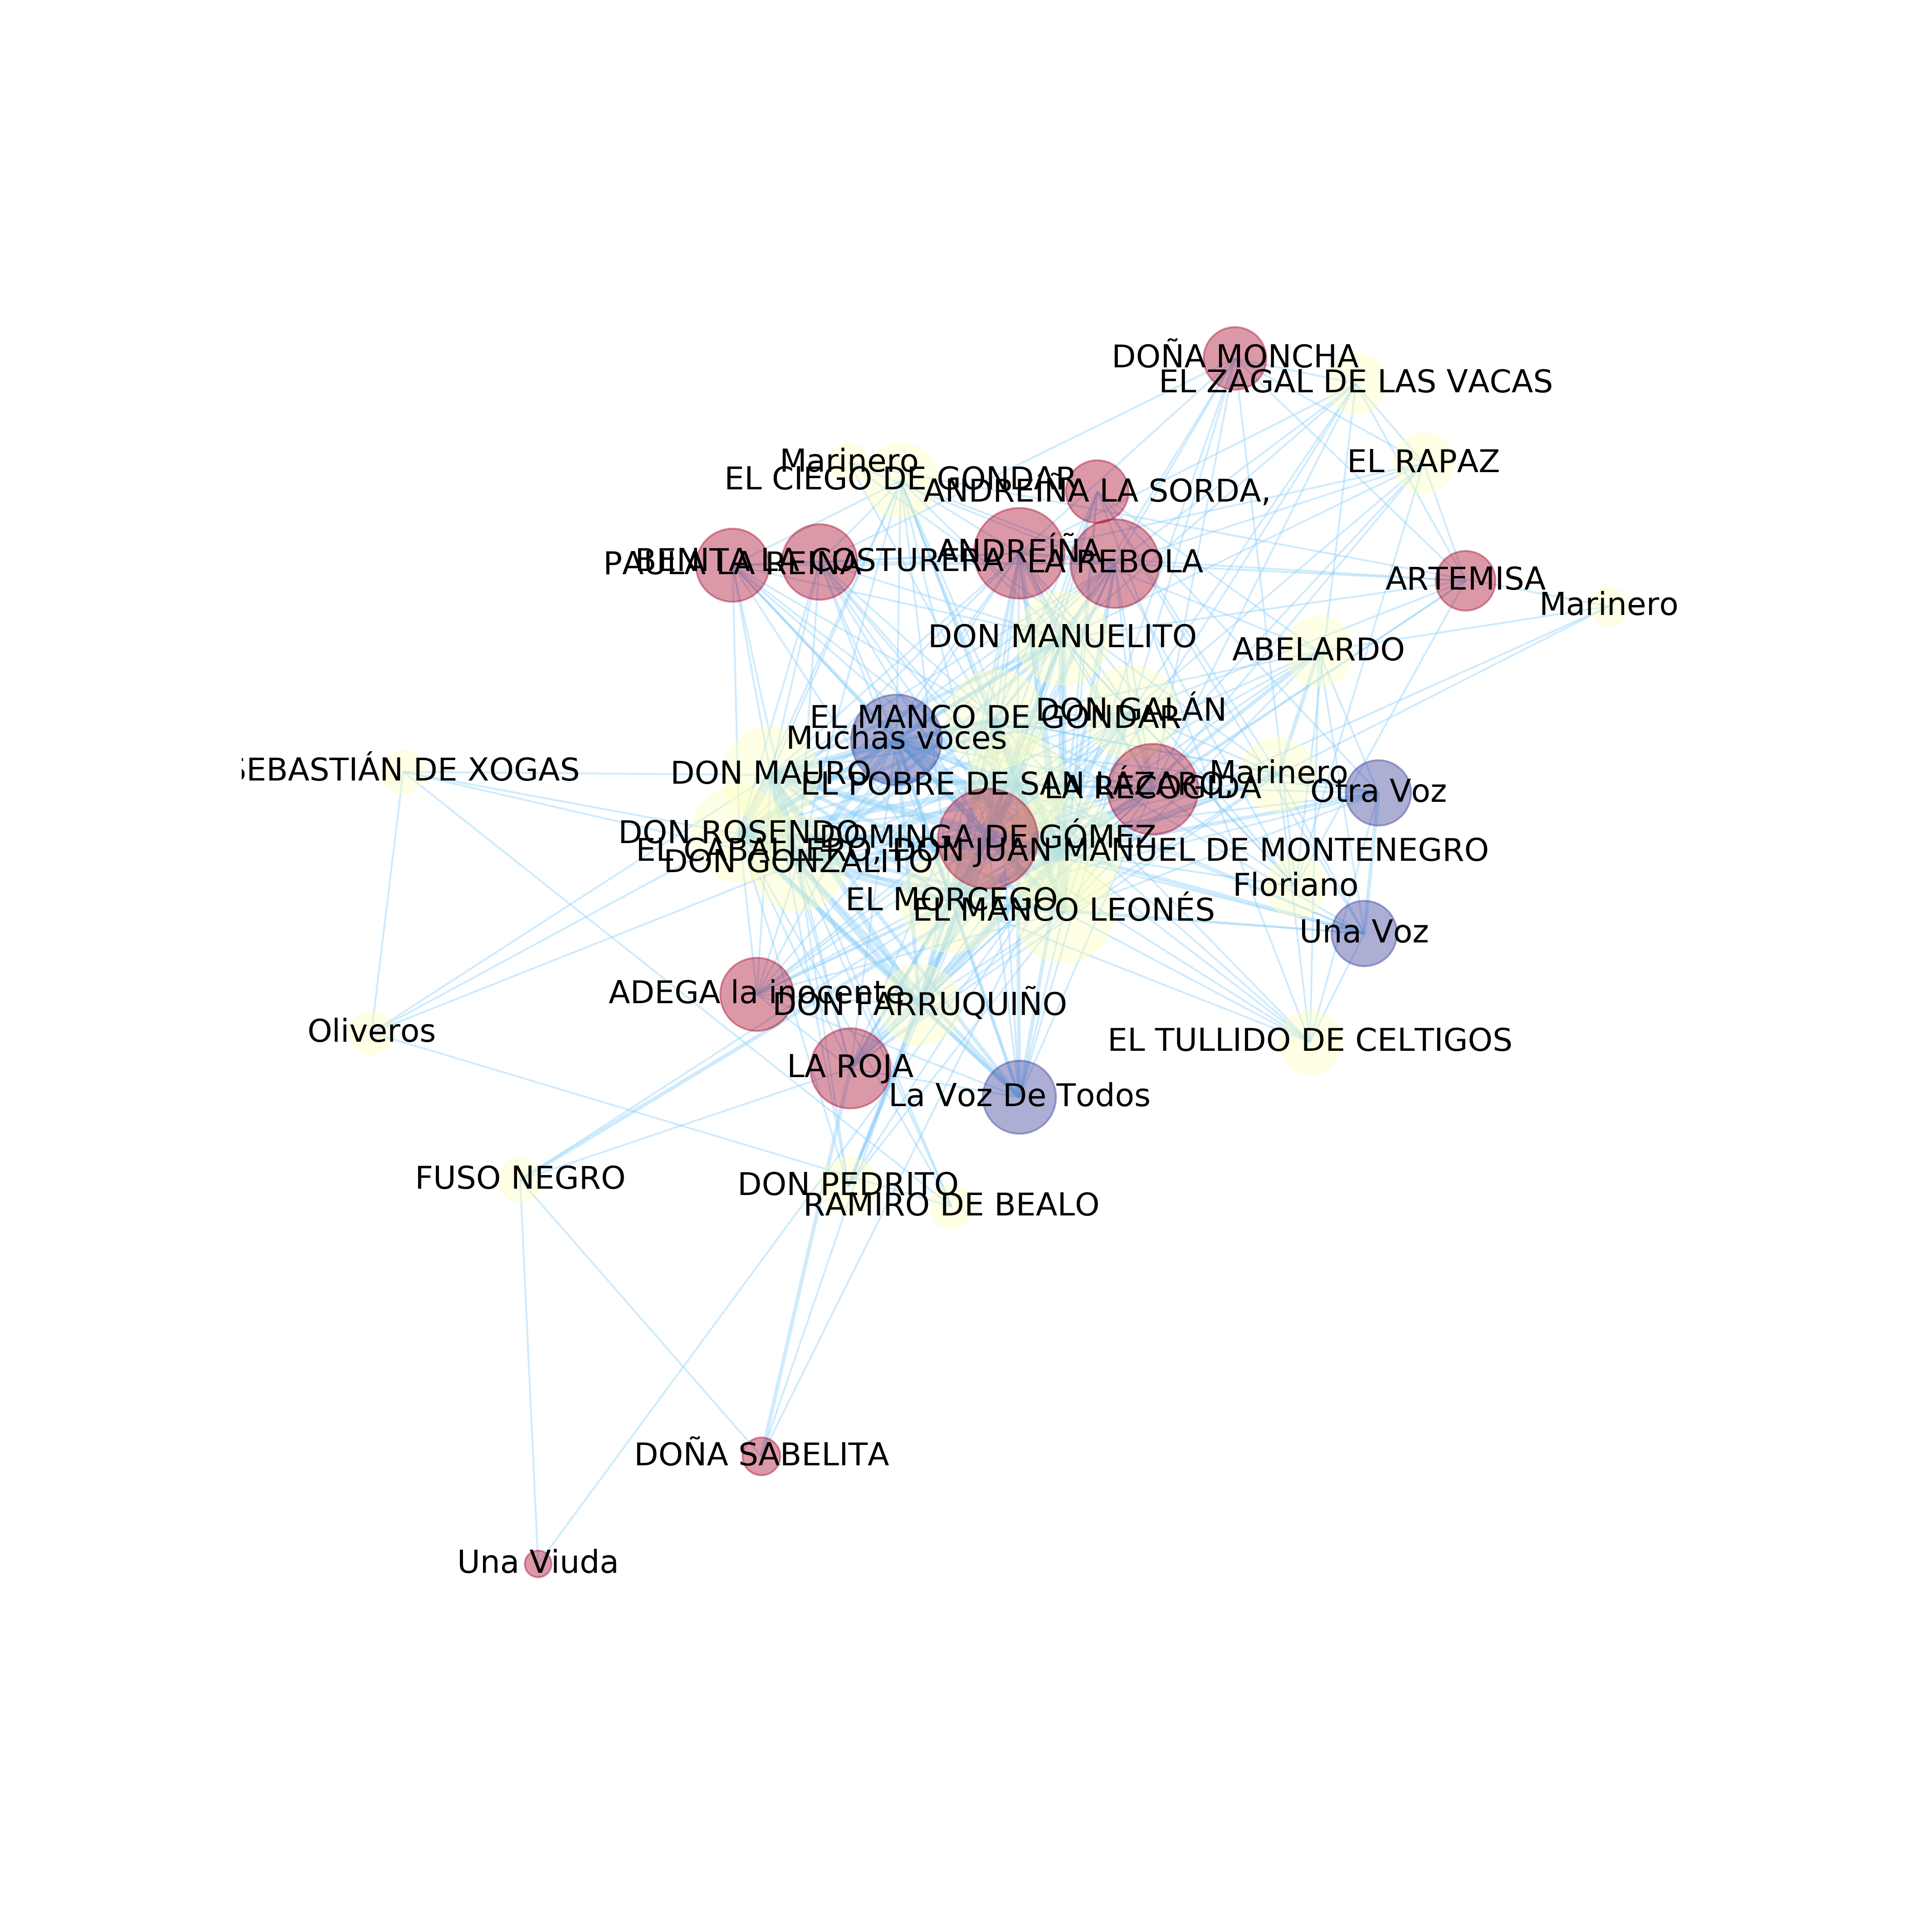 DOÑA MONCHA
EL ZAGAL DE LAS VACAS
Marinero
EL RAPAZ
EL CIEGO DE GONDAR
ANDREÍÑA LA SORDA,
ANDREÍÑA
PAULA LA REINA
BENITA LA COSTURERA
LA REBOLA
ARTEMISA
Marinero
DON MANUELITO
ABELARDO
DON GALÁN
EL MANCO DE GONDAR
Muchas voces
SEBASTIÁN DE XOGAS
DON MAURO
Marinero
EL POBRE DE SAN LÁZARO,
LA RECOGIDA
Otra Voz
DON ROSENDO
DOMINGA DE GÓMEZ
EL CABALLERO, DON JUAN MANUEL DE MONTENEGRO
DON GONZALITO
Floriano
EL MORCEGO
EL MANCO LEONÉS
Una Voz
ADEGA la inocente
DON FARRUQUIÑO
Oliveros
EL TULLIDO DE CELTIGOS
LA ROJA
La Voz De Todos
FUSO NEGRO
DON PEDRITO
RAMIRO DE BEALO
DOÑA SABELITA
Una Viuda